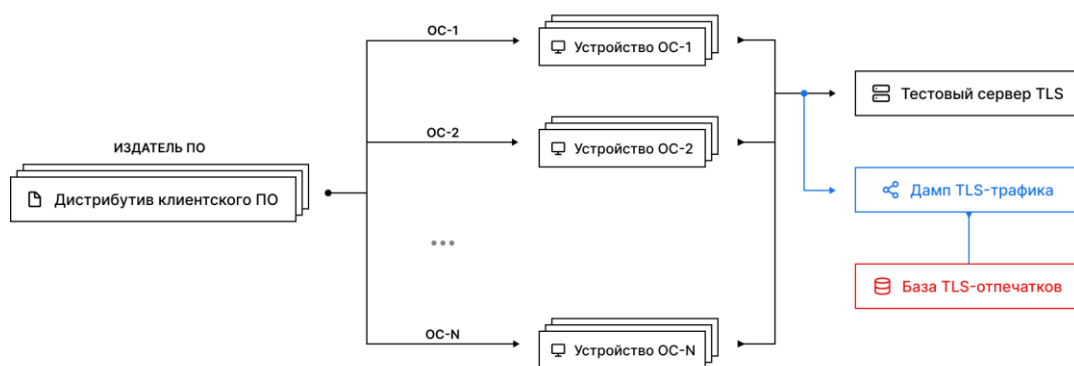 ОС-1
Устройство ОС-1
Тестовый сервер TLS
ОС-2
Устройство ОС-2
ИЗДАТЕЛЬ ПО
Дистрибутив клиентского ПО
Дамп TLS-трафика
...
База TLS-отпечатков
ОС-N
Устройство ОС-N